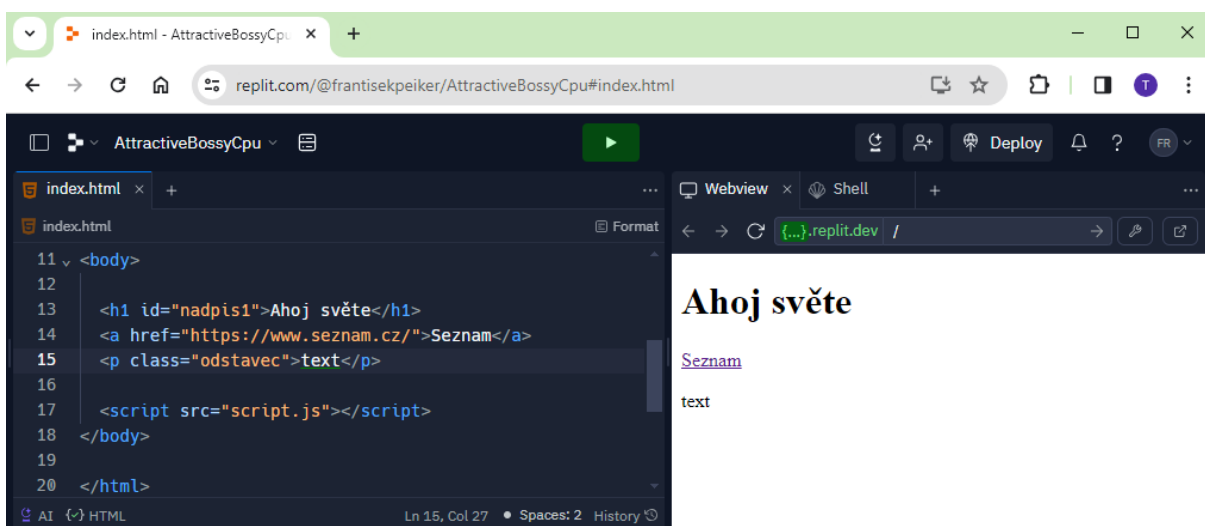 index.html - AttractiveBossyCpu
replit.com/@frantisekpeiker/AttractiveBossyCpu#index.html
T
AttractiveBossyCpu
Deploy
?
FR
index.html
index.html
Format
11 <body>
12
13 <h1 id="nadpis1">Ahoj světe</h1>
14 <a href="https://www.seznam.cz/">Seznam</a>
15 <p class="odstavec">text</p>
16
17 <script src="script.js"></script>
18 </body>
19
20 </html>
AI {✓} HTML
Ln 15, Col 27 • Spaces: 2 History
Webview
Shell
{...}.replit.dev /
Ahoj světe
Seznam
text